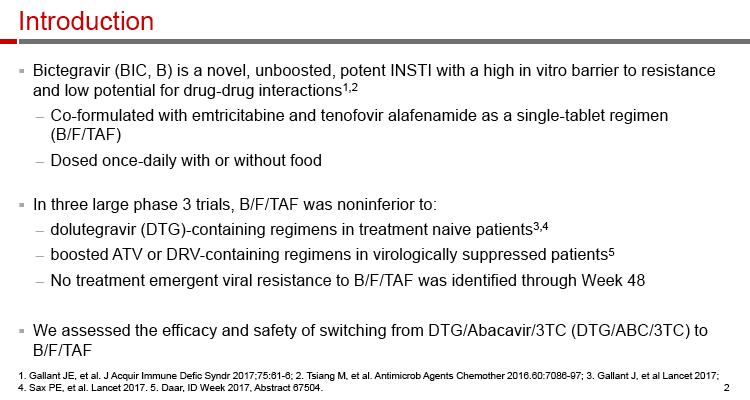 Introduction
▪ Bictegravir (BIC, B) is a novel, unboosted, potent INSTI with a high in vitro barrier to resistance
and low potential for drug-drug interactions1,2
– Co-formulated with emtricitabine and tenofovir alafenamide as a single-tablet regimen
(B/F/TAF)
– Dosed once-daily with or without food
▪ In three large phase 3 trials, B/F/TAF was noninferior to:
– dolutegravir (DTG)-containing regimens in treatment naive patients3,4
– boosted ATV or DRV-containing regimens in virologically suppressed patients5
– No treatment emergent viral resistance to B/F/TAF was identified through Week 48
▪ We assessed the efficacy and safety of switching from DTG/Abacavir/3TC (DTG/ABC/3TC) to
B/F/TAF
1. Gallant JE, et al. J Acquir Immune Defic Syndr 2017;75:61-6; 2. Tsiang M, et al. Antimicrob Agents Chemother 2016.60:7086-97; 3. Gallant J, et al Lancet 2017;
4. Sax PE, et al. Lancet 2017. 5. Daar, ID Week 2017, Abstract 67504.
2